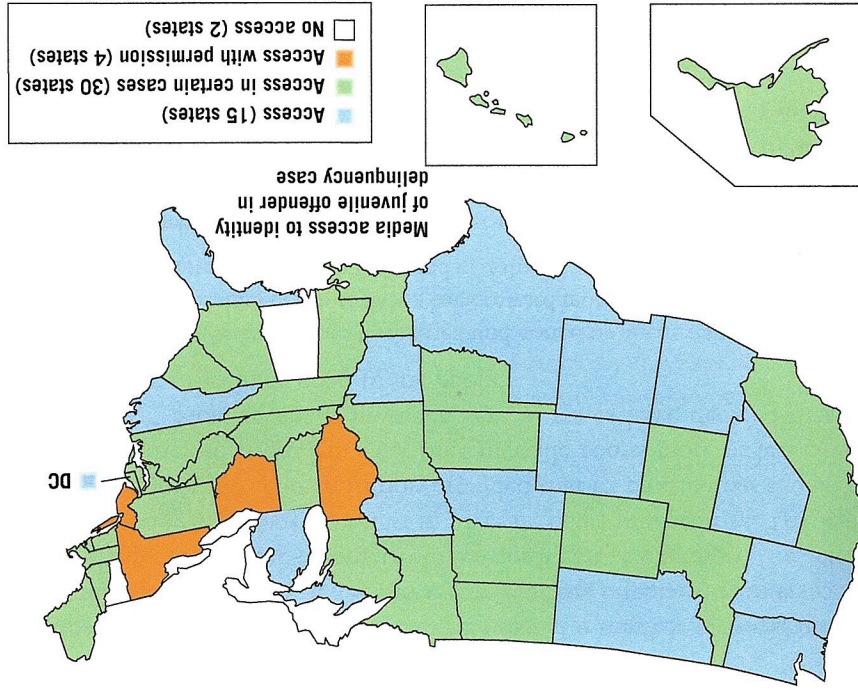 Media access to identity
of juvenile offender in
delinquency case
DC
Access (15 states)
Access in certain cases (30 states)
Access with permission (4 states)
No access (2 states)